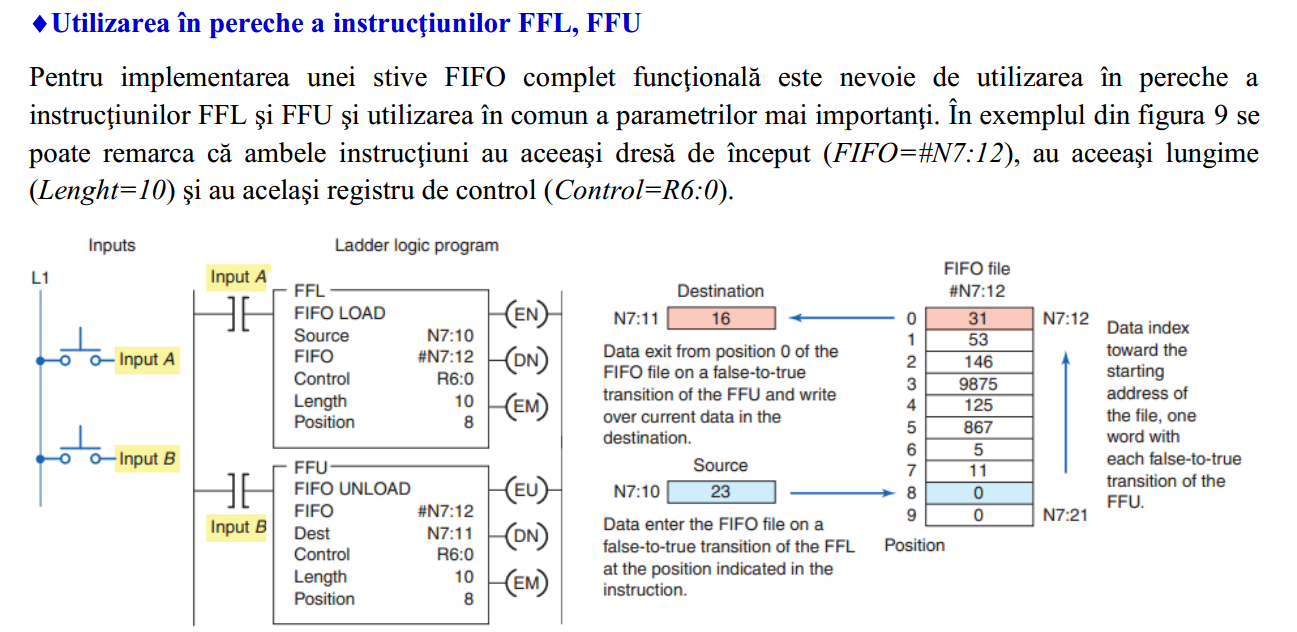 ♦Utilizarea în pereche a instrucţiunilor FFL, FFU
Pentru implementarea unei stive FIFO complet funcţională este nevoie de utilizarea în pereche a
instrucţiunilor FFL şi FFU şi utilizarea în comun a parametrilor mai importanţi. În exemplul din figura 9 se
poate remarca că ambele instrucţiuni au aceeaşi dresă de început (FIFO=#N7:12), au aceeaşi lungime
(Lenght=10) şi au acelaşi registru de control (Control=R6:0).
Inputs
L1
Input A
Input B
Ladder logic program
Input A
FFL
FIFO LOAD
Source N7:10
FIFO #N7:12
Control R6:0
Length 10
Position 8
(EN)
(DN)
(EM)
Input B
FFU
FIFO UNLOAD
FIFO #N7:12
Dest N7:11
Control R6:0
Length 10
Position 8
(EU)
(DN)
(EM)
Destination
N7:11 16
Data exit from position 0 of the
FIFO file on a false-to-true
transition of the FFU and write
over current data in the
destination.
Source
N7:10 23
Data enter the FIFO file on a
false-to-true transition of the FFL
at the position indicated in the
instruction.
FIFO file
#N7:12
0 31 N7:12
1 53
2 146
3 9875
4 125
5 867
6 5
7 11
8 0
9 0 N7:21
Position
Data index
toward the
starting
address of
the file, one
word with
each false-to-true
transition of the
FFU.